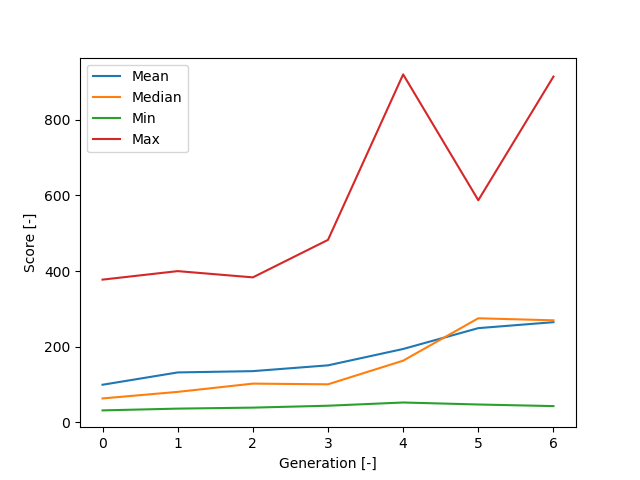 Mean
Median
Min
Max
800
600
400
200
0
Score [-]
0 1 2 3 4 5 6
Generation [-]